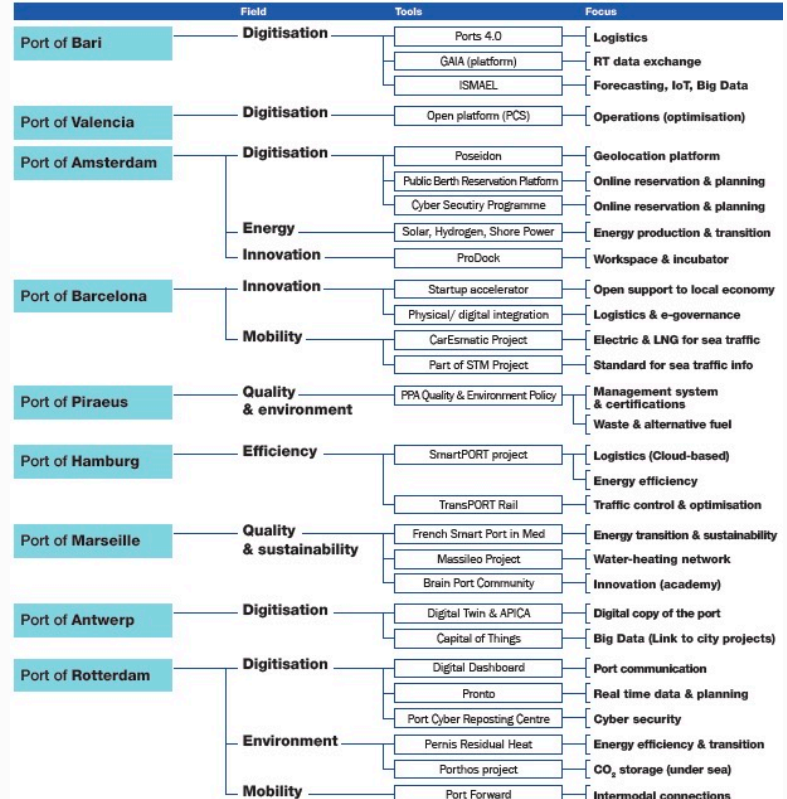 Field Tools Focus
Port of Bari
Digitisation
Ports 4.0
Logistics
GAIA (platform)
RT data exchange
ISMAEL
Forecasting, IoT, Big Data
Port of Valencia
Digitisation
Open platform (PCS)
Operations (optimisation)
Port of Amsterdam
Digitisation
Poseidon
Geolocation platform
Public Berth Reservation Platform
Online reservation & planning
Cyber Secutiry Programme
Online reservation & planning
Energy
Solar, Hydrogen, Shore Power
Energy production & transition
Innovation
ProDock
Workspace & incubator
Port of Barcelona
Innovation
Startup accelerator
Open support to local economy
Physical/ digital integration
Logistics & e-governance
Mobility
CarEsmatic Project
Electric & LNG for sea traffic
Part of STM Project
Standard for sea traffic info
Port of Piraeus
Quality
& environment
PPA Quality & Environment Policy
Management system
& certifications
Waste & alternative fuel
Port of Hamburg
Efficiency
SmartPORT project
Logistics (Cloud-based)
Energy efficiency
TransPORT Rail
Traffic control & optimisation
Port of Marseille
Quality
& sustainability
French Smart Port in Med
Energy transition & sustainability
Massileo Project
Water-heating network
Brain Port Community
Innovation (academy)
Port of Antwerp
Digitisation
Digital Twin & APICA
Digital copy of the port
Capital of Things
Big Data (Link to city projects)
Port of Rotterdam
Digitisation
Digital Dashboard
Port communication
Pronto
Real time data & planning
Port Cyber Reposting Centre
Cyber security
Environment
Pernis Residual Heat
Energy efficiency & transition
Porthos project
CO₂ storage (under sea)
Mobility
Port Forward
Intermodal connections